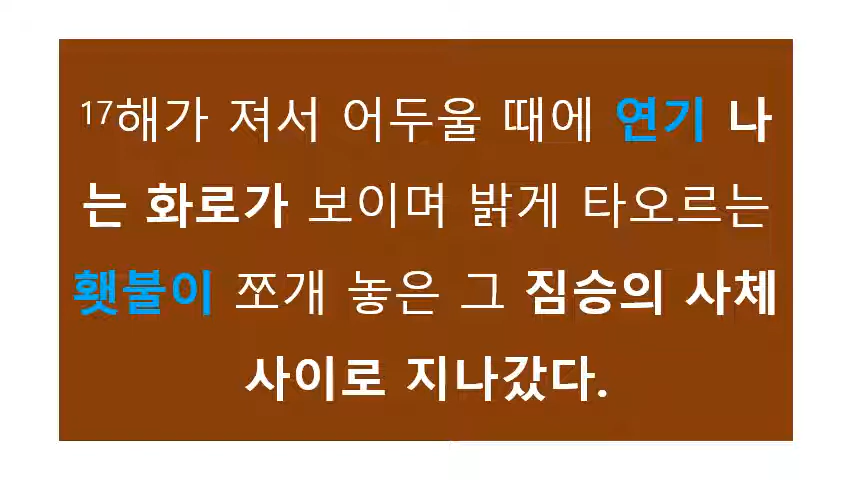 ¹⁷해가 져서 어두울 때에 연기 나
는 화로가 보이며 밝게 타오르는
횃불이 쪼개 놓은 그 짐승의 사체
사이로 지나갔다.